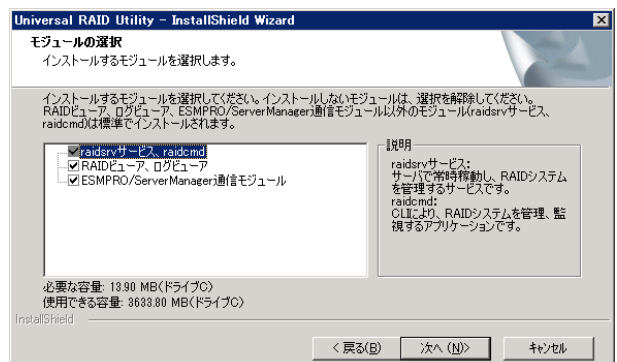 Universal RAID Utility - InstallShield Wizard
モジュールの選択
インストールするモジュールを選択します。
インストールするモジュールを選択してください。インストールしないモジュールは、選択を解除してください。
RAIDビューア、ログビューア、ESMPRO/ServerManager通信モジュール以外のモジュール(raidsrvサービス、
raidcmd)は標準でインストールされます。
raidsrvサービス、raidcmd
RAIDビューア、ログビューア
ESMPRO/ServerManager通信モジュール
説明
raidsrvサービス:
サーバで常時稼動し、RAIDシステム
を管理するサービスです。
raidcmd:
CLIにより、RAIDシステムを管理、監
視するアプリケーションです。
必要な容量: 13.90 MB(ドライブC)
使用できる容量: 3633.80 MB(ドライブC)
InstallShield
< 戻る(B)
次へ (N)>
キャンセル